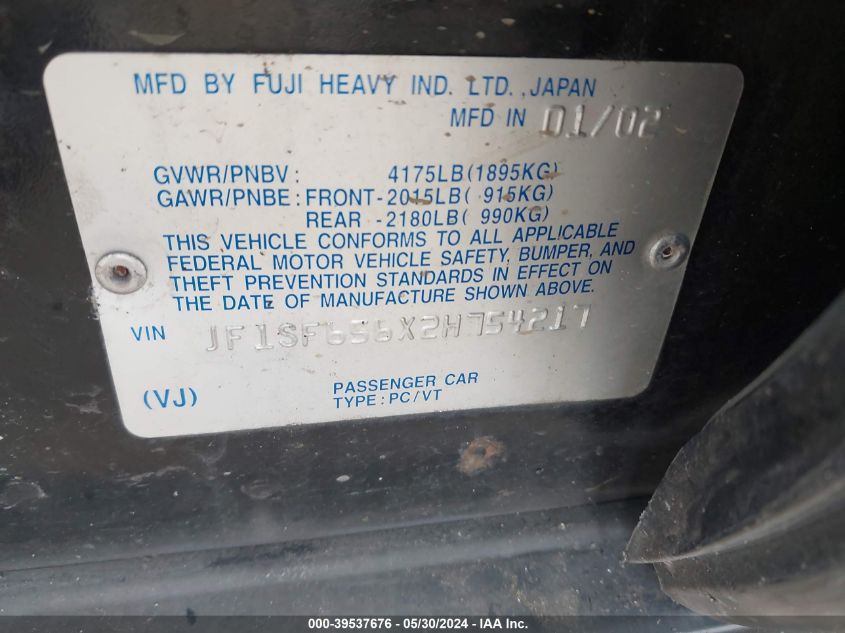 MFD BY FUJI HEAVY IND. LTD., JAPAN
MFD IN 01/02
GVWR/PNBV: 4175LB(1895KG)
GAWR/PNBE: FRONT-2015LB( 915KG)
REAR -2180LB( 990KG)
THIS VEHICLE CONFORMS TO ALL APPLICABLE
FEDERAL MOTOR VEHICLE SAFETY, BUMPER, AND
THEFT PREVENTION STANDARDS IN EFFECT ON
THE DATE OF MANUFACTURE SHOWN ABOVE.
VIN JF1SF656X2H754217
PASSENGER CAR
(VJ) TYPE: PC/VT
000-39537676 / 05/30/2024 - IAA Inc.